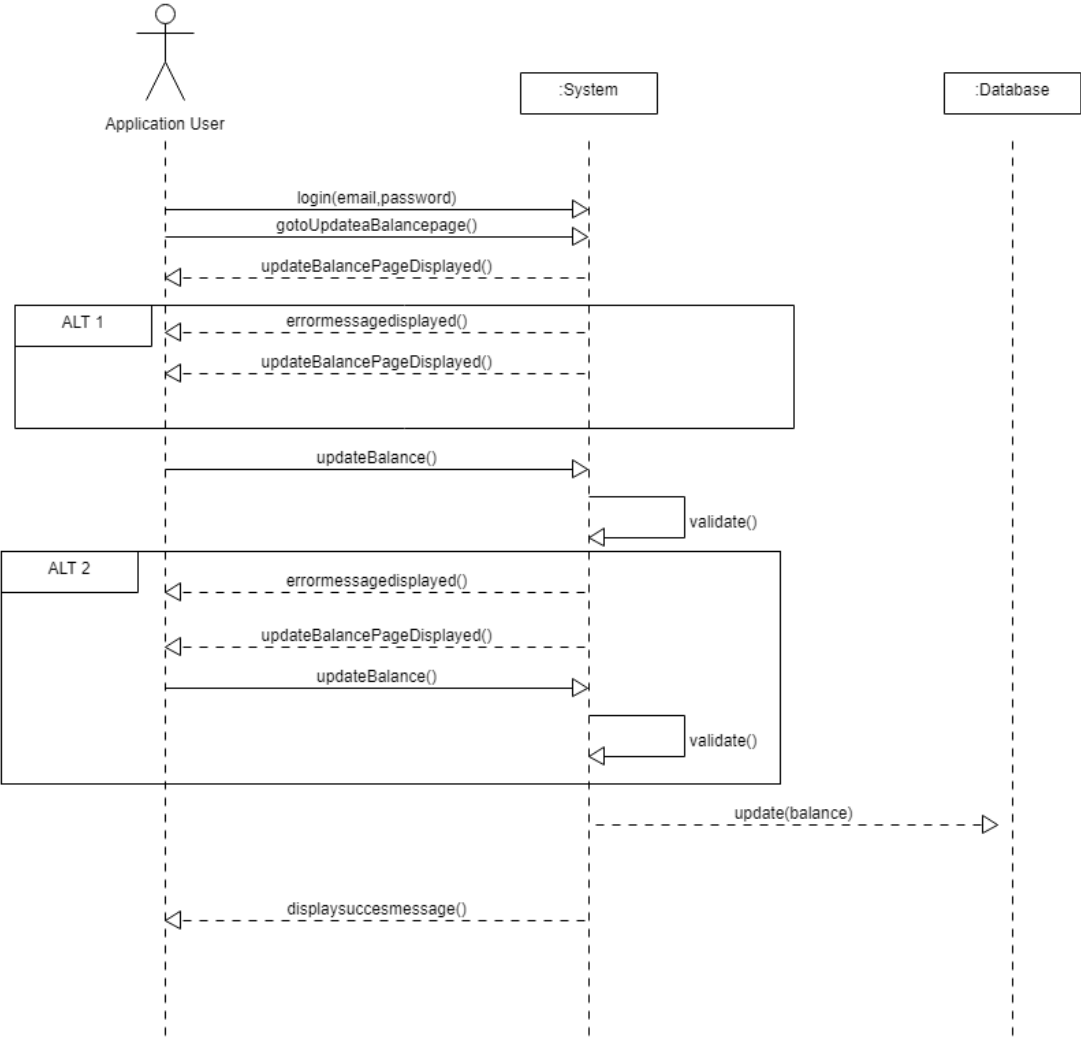 :System
:Database
Application User
login(email,password)
gotoUpdateaBalancepage()
updateBalancePageDisplayed()
ALT 1
errormessagedisplayed()
updateBalancePageDisplayed()
updateBalance()
validate()
ALT 2
errormessagedisplayed()
updateBalancePageDisplayed()
updateBalance()
validate()
update(balance)
displaysuccesmessage()